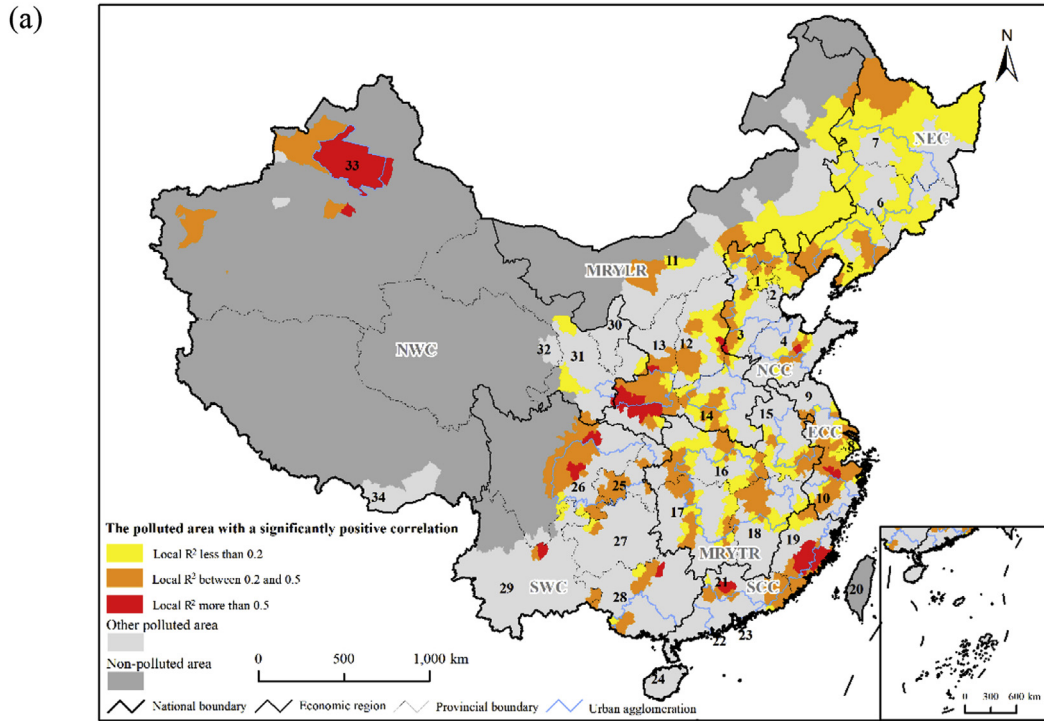 (a)
N
33
7
NEC
6
11
MRYLR
1
5
2
30
3
32
13
12
4
31
NWC
NCC
9
14
15
ECC
8
16
34
26
25
10
17
The polluted area with a significantly positive correlation
18
19
Local R² less than 0.2
27
MRYTR
Local R² between 0.2 and 0.5
29
SWC
21
SCC
20
28
Local R² more than 0.5
Other polluted area
22
23
Non-polluted area
0 500 1,000 km
24
0 300 600 km
National boundary Economic region Provincial boundary Urban agglomeration